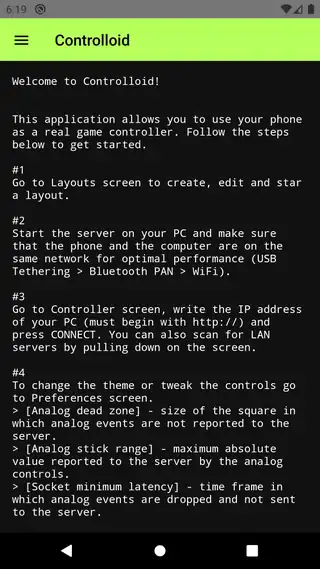 6:19
Controlloid
Welcome to Controlloid!
This application allows you to use your phone
as a real game controller. Follow the steps
below to get started.
#1
Go to Layouts screen to create, edit and star
a layout.
#2
Start the server on your PC and make sure
that the phone and the computer are on the
same network for optimal performance (USB
Tethering > Bluetooth PAN > WiFi).
#3
Go to Controller screen, write the IP address
of your PC (must begin with http://) and
press CONNECT. You can also scan for LAN
servers by pulling down on the screen.
#4
To change the theme or tweak the controls go
to Preferences screen.
> [Analog dead zone] - size of the square in
which analog events are not reported to the
server.
> [Analog stick range] - maximum absolute
value reported to the server by the analog
controls.
> [Socket minimum latency] - time frame in
which analog events are dropped and not sent
to the server.